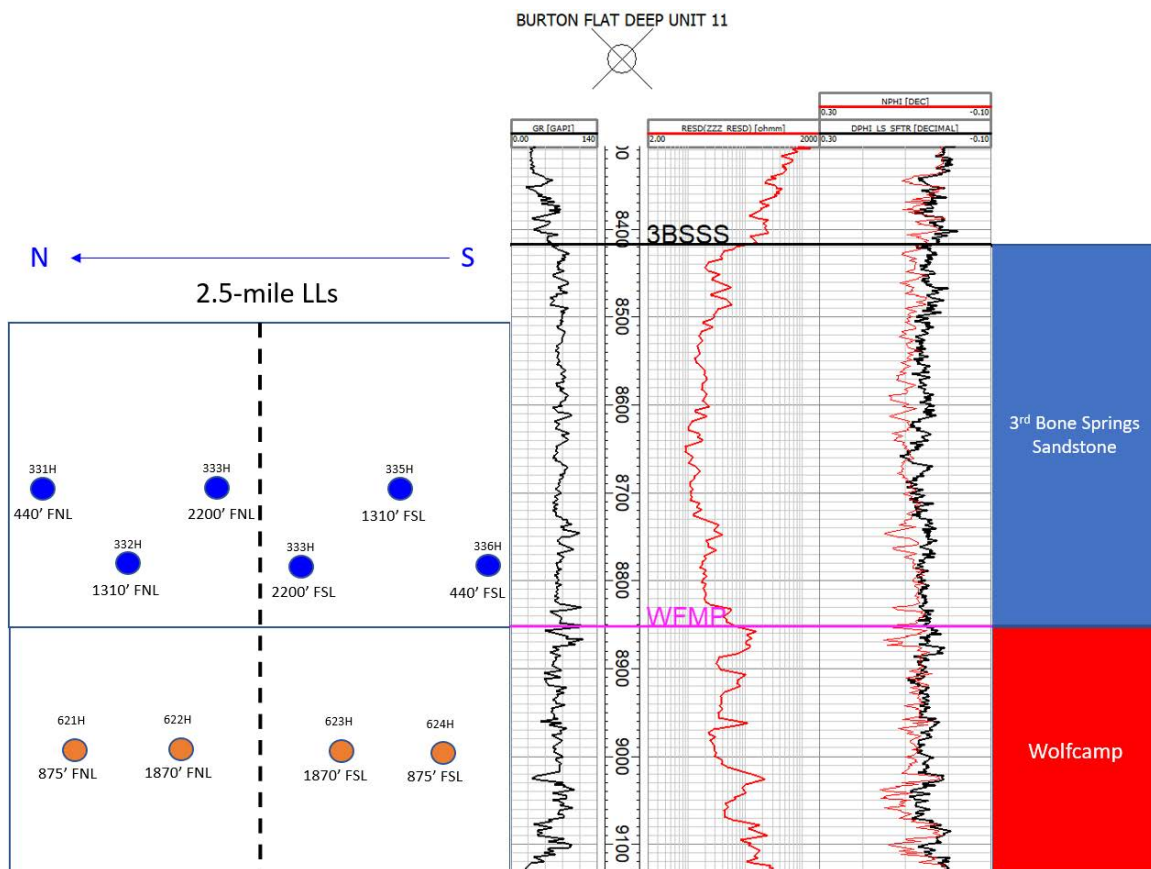 BURTON FLAT DEEP UNIT 11
NPHI [DEC]
0.30 -0.10
GR [GAPI]
0.00 140
RESD(ZZZ_RESD) [ohmm]
2.00 2000
DPHI_LS_SFTR [DECIMAL]
0.30 -0.10
8400
3BSSS
N S
2.5-mile LLs
8500
8600
3rd Bone Springs
Sandstone
331H 333H 335H
440’ FNL 2200’ FNL 1310’ FSL
8700
332H 333H 336H
1310’ FNL 2200’ FSL 440’ FSL
8800
WFMP
8900
621H 622H 623H 624H
875’ FNL 1870’ FNL 1870’ FSL 875’ FSL
Wolfcamp
9000
9100